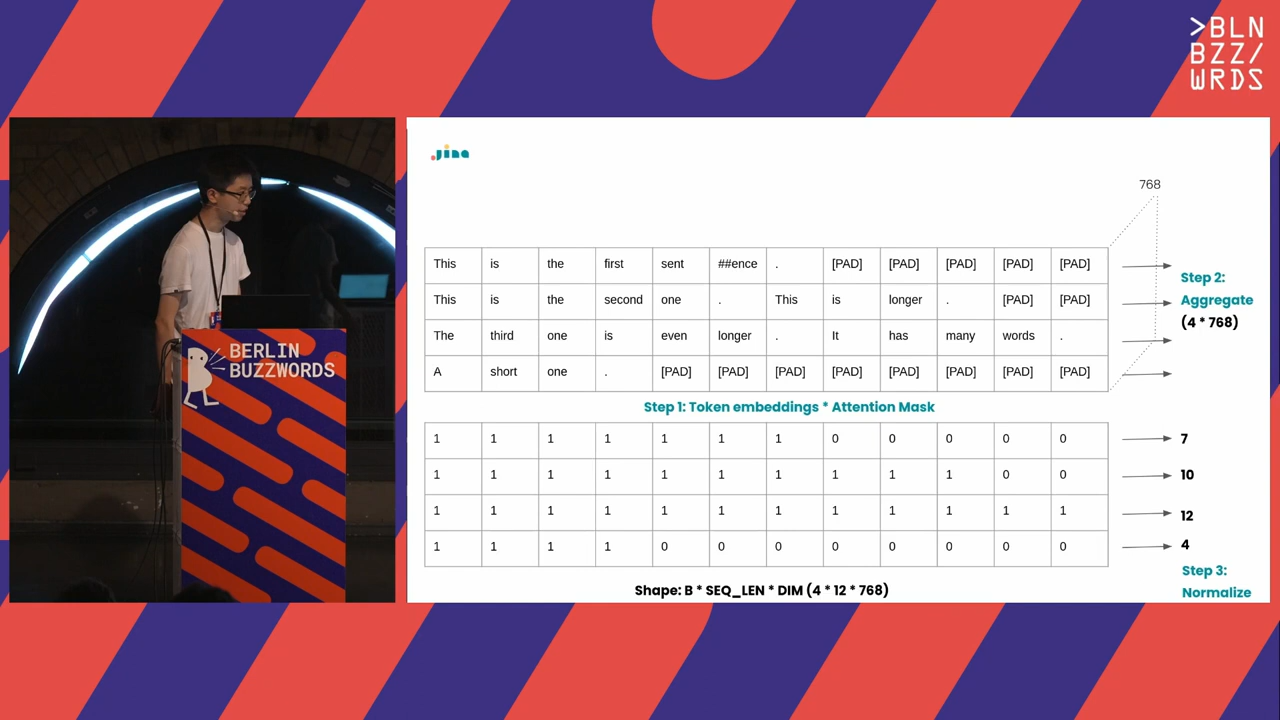 >BLN
BZZ/
WRDS
BERLIN
BUZZWORDS
jina
768
This is the first sent ##ence . [PAD] [PAD] [PAD] [PAD] [PAD]
This is the second one . This is longer . [PAD] [PAD]
The third one is even longer . It has many words .
A short one . [PAD] [PAD] [PAD] [PAD] [PAD] [PAD] [PAD] [PAD]
Step 2:
Aggregate
(4 * 768)
Step 1: Token embeddings * Attention Mask
1 1 1 1 1 1 1 0 0 0 0 0 7
1 1 1 1 1 1 1 1 1 1 0 0 10
1 1 1 1 1 1 1 1 1 1 1 1 12
1 1 1 1 0 0 0 0 0 0 0 0 4
Step 3:
Normalize
Shape: B * SEQ_LEN * DIM (4 * 12 * 768)